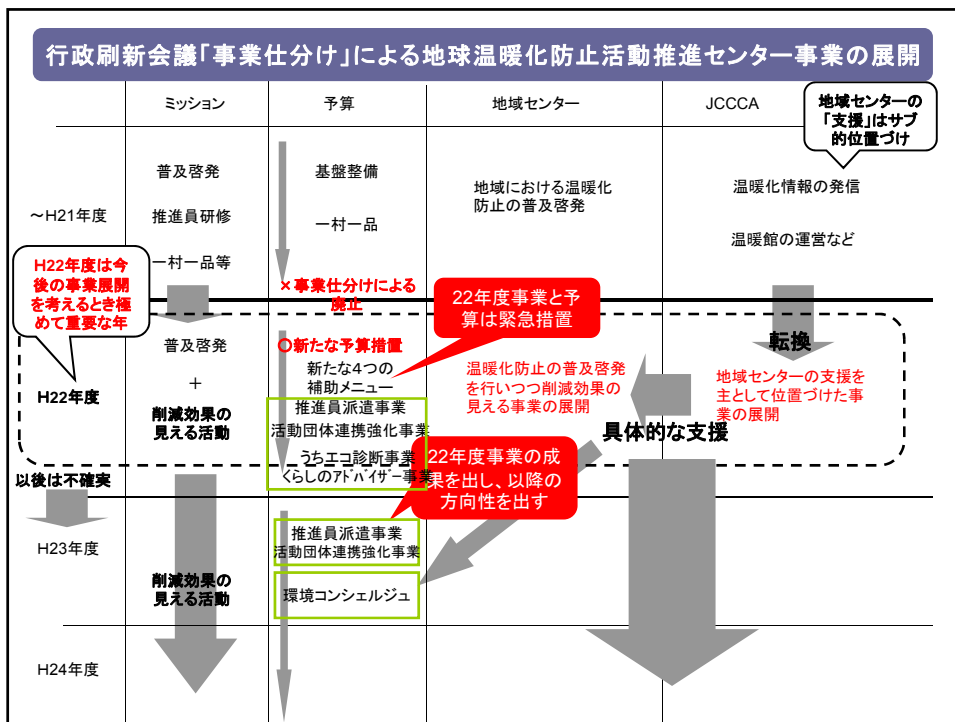 行政刷新会議「事業仕分け」による地球温暖化防止活動推進センター事業の展開
ミッション
予算
地域センター
JCCCA
地域センターの
「支援」はサブ
的位置づけ
～H21年度
普及啓発
推進員研修
一村一品等
基盤整備
一村一品
地域における温暖化
防止の普及啓発
温暖化情報の発信
温暖館の運営など
H22年度は今
後の事業展開
を考えるとき極
めて重要な年
×事業仕分けによる
廃止
22年度事業と予
算は緊急措置
H22年度
普及啓発
+
削減効果の
見える活動
○新たな予算措置
新たな4つの
補助メニュー
推進員派遣事業
活動団体連携強化事業
うちエコ診断事業
くらしのアドバイザー事業
温暖化防止の普及啓発
を行いつつ削減効果の
見える事業の展開
転換
地域センターの支援を
主として位置づけた事
業の展開
具体的な支援
22年度事業の成
果を出し、以降の
方向性を出す
以後は不確実
H23年度
削減効果の
見える活動
推進員派遣事業
活動団体連携強化事業
環境コンシェルジュ
H24年度